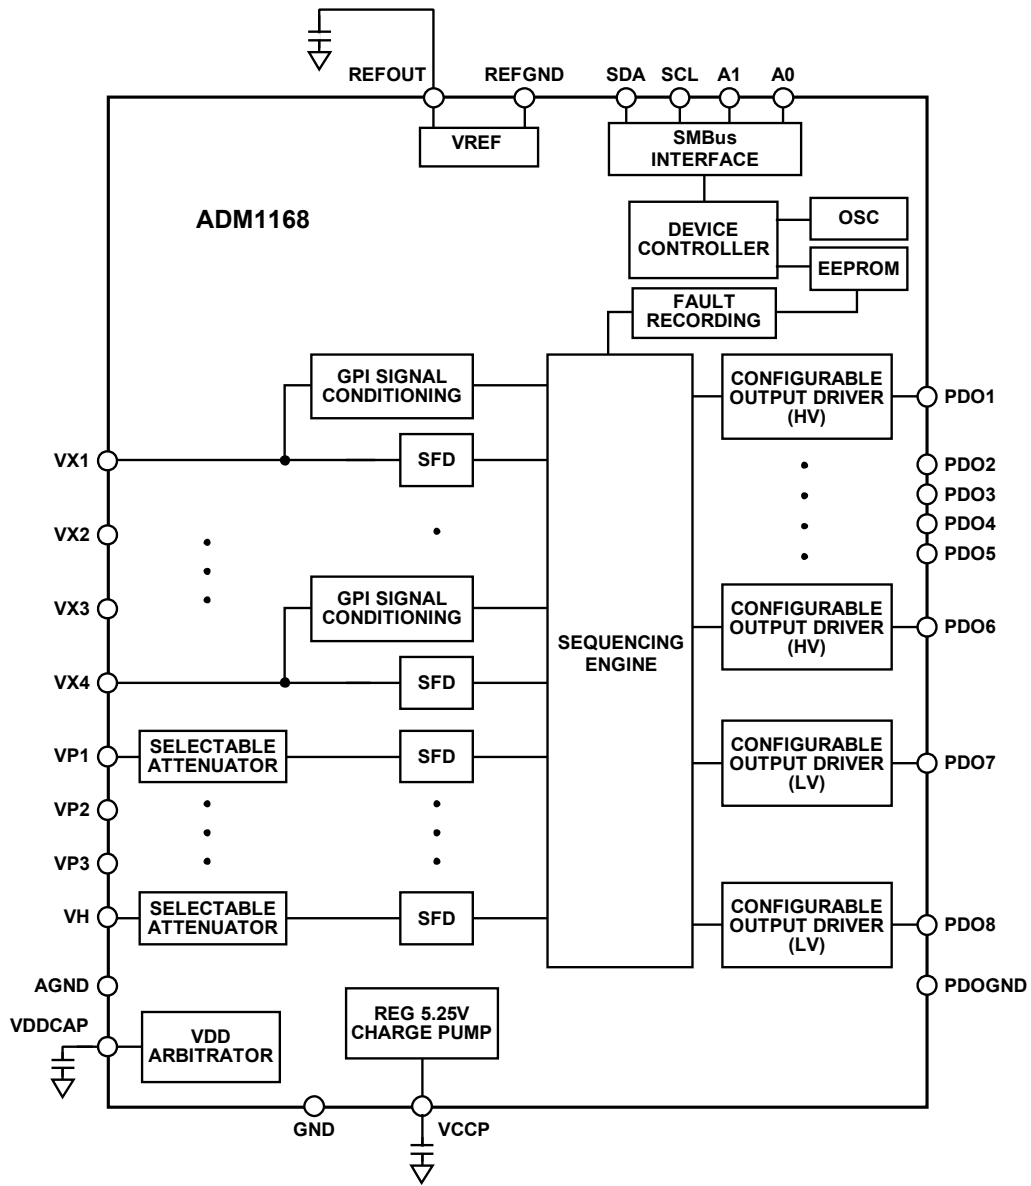 REFOUT REFGND SDA SCL A1 A0
VREF
SMBus
INTERFACE
ADM1168
DEVICE
CONTROLLER
OSC
EEPROM
FAULT
RECORDING
GPI SIGNAL
CONDITIONING
CONFIGURABLE
OUTPUT DRIVER
(HV)
PDO1
VX1
SFD
PDO2
PDO3
PDO4
PDO5
VX2
VX3
GPI SIGNAL
CONDITIONING
SEQUENCING
ENGINE
CONFIGURABLE
OUTPUT DRIVER
(HV)
PDO6
VX4
SFD
VP1
SELECTABLE
ATTENUATOR
SFD
CONFIGURABLE
OUTPUT DRIVER
(LV)
PDO7
VP2
VP3
VH
SELECTABLE
ATTENUATOR
SFD
CONFIGURABLE
OUTPUT DRIVER
(LV)
PDO8
AGND
PDOGND
VDDCAP
VDD
ARBITRATOR
REG 5.25V
CHARGE PUMP
GND
VCCP